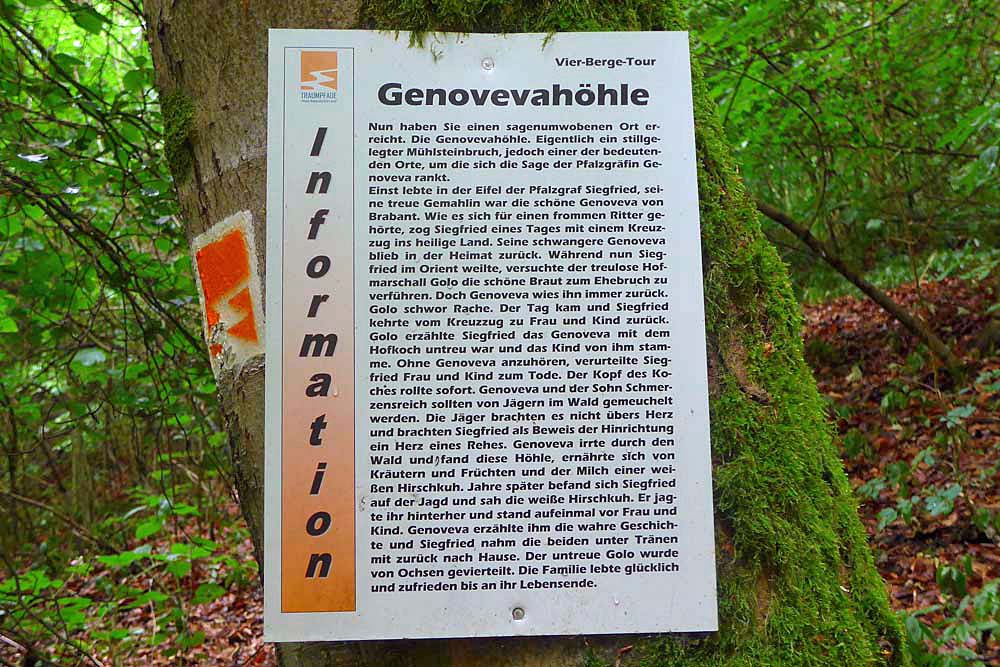 Vier-Berge-Tour
TRAUMPFADE
Genovevahöhle
Information
Nun haben Sie einen sagenumwobenen Ort er-
reicht. Die Genovevahöhle. Eigentlich ein stillge-
legter Mühlsteinbruch, jedoch einer der bedeuten-
den Orte, um die sich die Sage der Pfalzgräfin Ge-
noveva rankt.
Einst lebte in der Eifel der Pfalzgraf Siegfried, sei-
ne treue Gemahlin war die schöne Genoveva von
Brabant. Wie es sich für einen frommen Ritter ge-
hörte, zog Siegfried eines Tages mit einem Kreuz-
zug ins heilige Land. Seine schwangere Genoveva
blieb in der Heimat zurück. Während nun Sieg-
fried im Orient weilte, versuchte der treulose Hof-
marschall Golo die schöne Braut zum Ehebruch zu
verführen. Doch Genoveva wies ihn immer zurück.
Golo schwor Rache. Der Tag kam und Siegfried
kehrte vom Kreuzzug zu Frau und Kind zurück.
Golo erzählte Siegfried das Genoveva mit dem
Hofkoch untreu war und das Kind von ihm stam-
me. Ohne Genoveva anzuhören, verurteilte Sieg-
fried Frau und Kind zum Tode. Der Kopf des Ko-
ches rollte sofort. Genoveva und der Sohn Schmer-
zensreich sollten von Jägern im Wald gemeuchelt
werden. Die Jäger brachten es nicht übers Herz
und brachten Siegfried als Beweis der Hinrichtung
ein Herz eines Rehes. Genoveva irrte durch den
Wald und fand diese Höhle, ernährte sich von
Kräutern und Früchten und der Milch einer wei-
ßen Hirschkuh. Jahre später befand sich Siegfried
auf der Jagd und sah die weiße Hirschkuh. Er jag-
te ihr hinterher und stand aufeinmal vor Frau und
Kind. Genoveva erzählte ihm die wahre Geschich-
te und Siegfried nahm die beiden unter Tränen
mit zurück nach Hause. Der untreue Golo wurde
von Ochsen gevierteilt. Die Familie lebte glücklich
und zufrieden bis an ihr Lebensende.